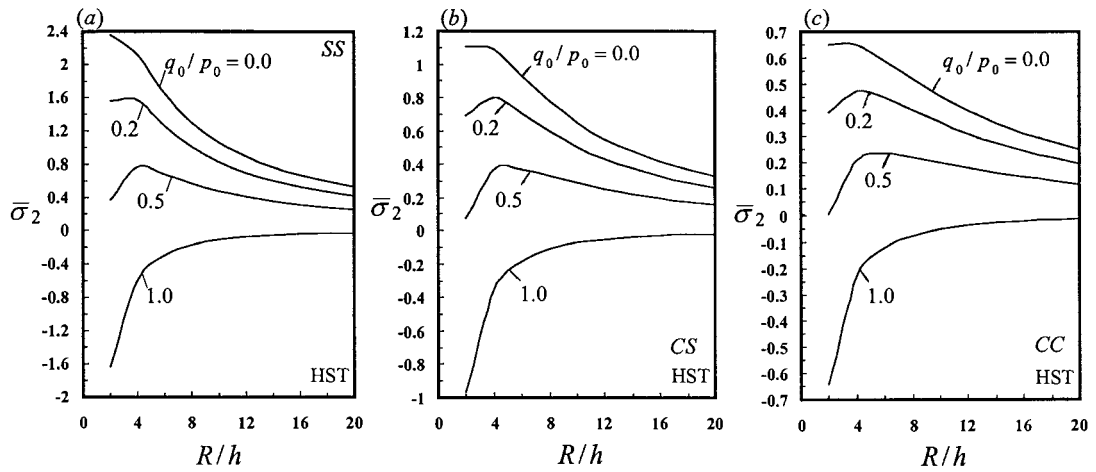 (a)
2.4
2
1.6
1.2
0.8
0.4
0
-0.4
-0.8
-1.2
-1.6
-2
σ̄₂
SS
q₀/p₀ = 0.0
0.2
0.5
1.0
HST
0 4 8 12 16 20
R/h
(b)
1.2
1
0.8
0.6
0.4
0.2
0
-0.2
-0.4
-0.6
-0.8
-1
σ̄₂
q₀/p₀ = 0.0
0.2
0.5
1.0
CS
HST
0 4 8 12 16 20
R/h
(c)
0.7
0.6
0.5
0.4
0.3
0.2
0.1
0
-0.1
-0.2
-0.3
-0.4
-0.5
-0.6
-0.7
σ̄₂
q₀/p₀ = 0.0
0.2
0.5
1.0
CC
HST
0 4 8 12 16 20
R/h